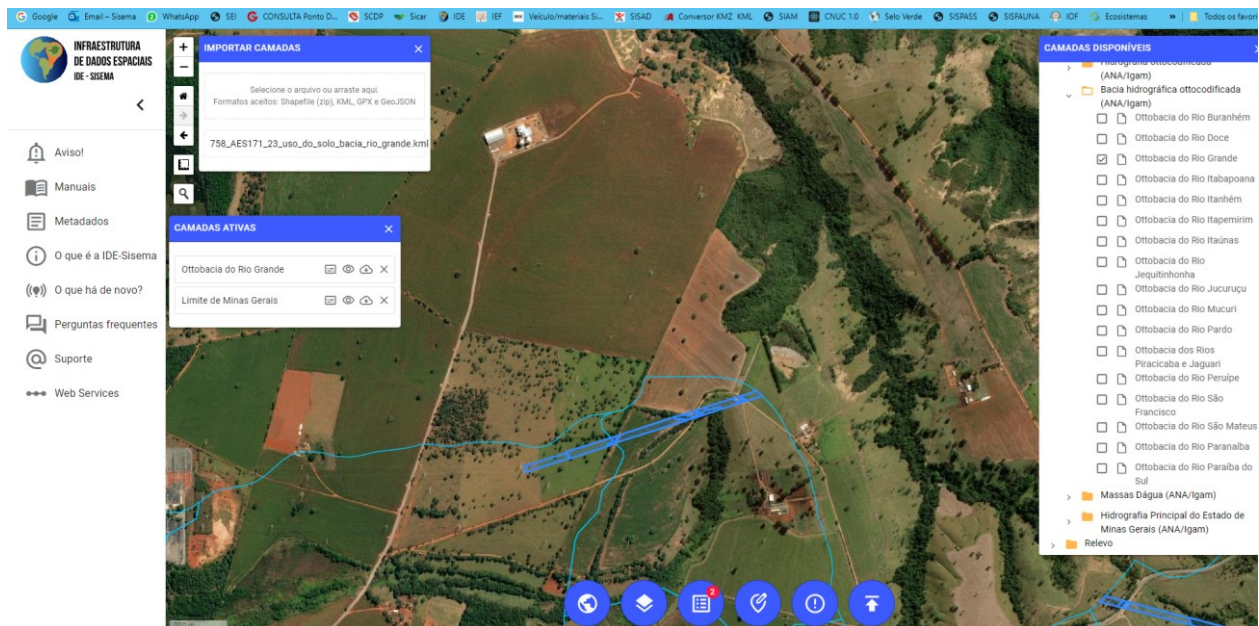 Google
Email – Sisema
WhatsApp
SEI
CONSULTA Ponto D...
SCDP
Sicar
IDE
IEF
Veiculo/materiais Si...
SISAD
Conversor KMZ KML
SIAM
CNUC 1.0
Selo Verde
SISPASS
SISFAUNA
IOF
Ecosistemas
»
Todos os favori
INFRAESTRUTURA
DE DADOS ESPACIAIS
IDE - SISEMA
Aviso!
Manuais
Metadados
O que é a IDE-Sisema
O que há de novo?
Perguntas frequentes
Suporte
Web Services
IMPORTAR CAMADAS
Selecione o arquivo ou arraste aqui.
Formatos aceitos: Shapefile (zip), KML, GPX e GeoJSON
758_AES171_23_uso_do_solo_bacia_rio_grande.kml
CAMADAS ATIVAS
Ottobacia do Rio Grande
Limite de Minas Gerais
2
CAMADAS DISPONÍVEIS
Hidrografia ottocodificada
(ANA/Igam)
Bacia hidrográfica ottocodificada
(ANA/Igam)
Ottobacia do Rio Buranhém
Ottobacia do Rio Doce
Ottobacia do Rio Grande
Ottobacia do Rio Itabapoana
Ottobacia do Rio Itanhém
Ottobacia do Rio Itapemirim
Ottobacia do Rio Itaúnas
Ottobacia do Rio
Jequitinhonha
Ottobacia do Rio Jucuruçu
Ottobacia do Rio Mucuri
Ottobacia do Rio Pardo
Ottobacia dos Rios
Piracicaba e Jaguari
Ottobacia do Rio Peruípe
Ottobacia do Rio São
Francisco
Ottobacia do Rio São Mateus
Ottobacia do Rio Paranaíba
Ottobacia do Rio Paraíba do
Sul
Massas Dágua (ANA/Igam)
Hidrografia Principal do Estado de
Minas Gerais (ANA/Igam)
Relevo